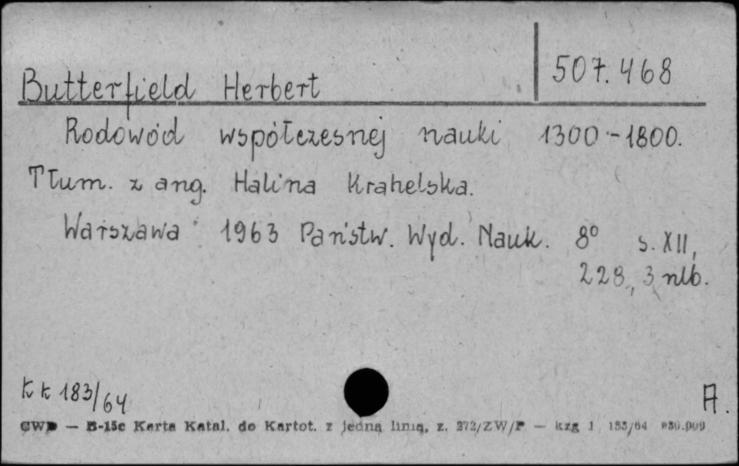 507.468
Butterfield Herbert
Rodowód współczesnej nauki 1300-1800.
Tłum. z ang. Halina Krahelska.
Warszawa 1963 Państw. Wyd. Nauk. 8° s. XII,
228, 3 nlb.
kk 183/64
A.
CWD — B-15c Karta Katal. do Kartot. z jedną linią, z. 272/ZW/P — kzg 1 183/64